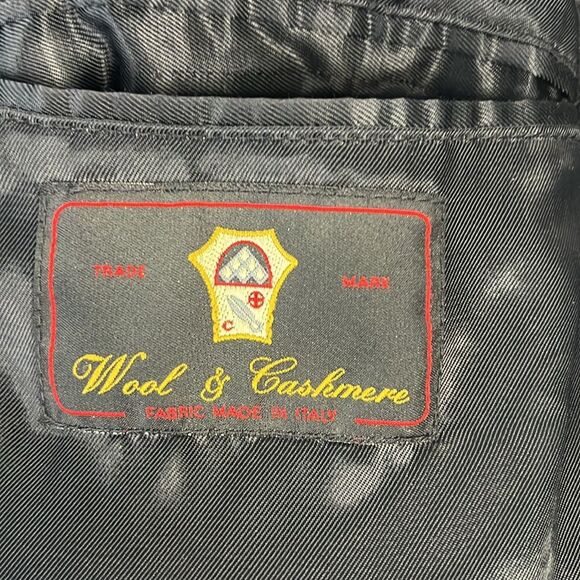 TRADE MARK
C
Wool & Cashmere
FABRIC MADE IN ITALY